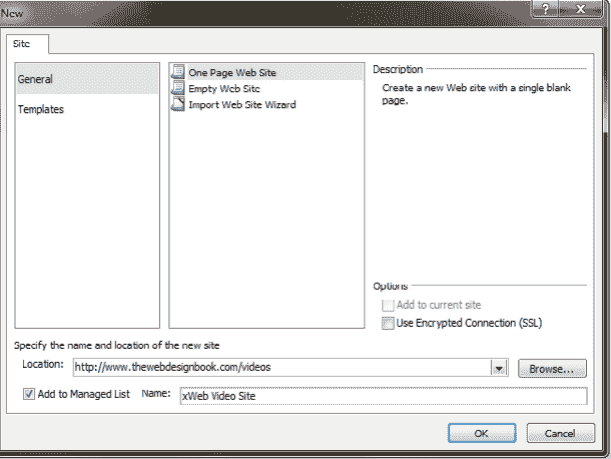 New
Site
General
Templates
One Page Web Site
Empty Web Site
Import Web Site Wizard
Description
Create a new Web site with a single blank
page.
Options
Add to current site
Use Encrypted Connection (SSL)
Specify the name and location of the new site
Location: http://www.thewebdesignbook.com/videos Browse...
Add to Managed List Name: xWeb Video Site
OK Cancel